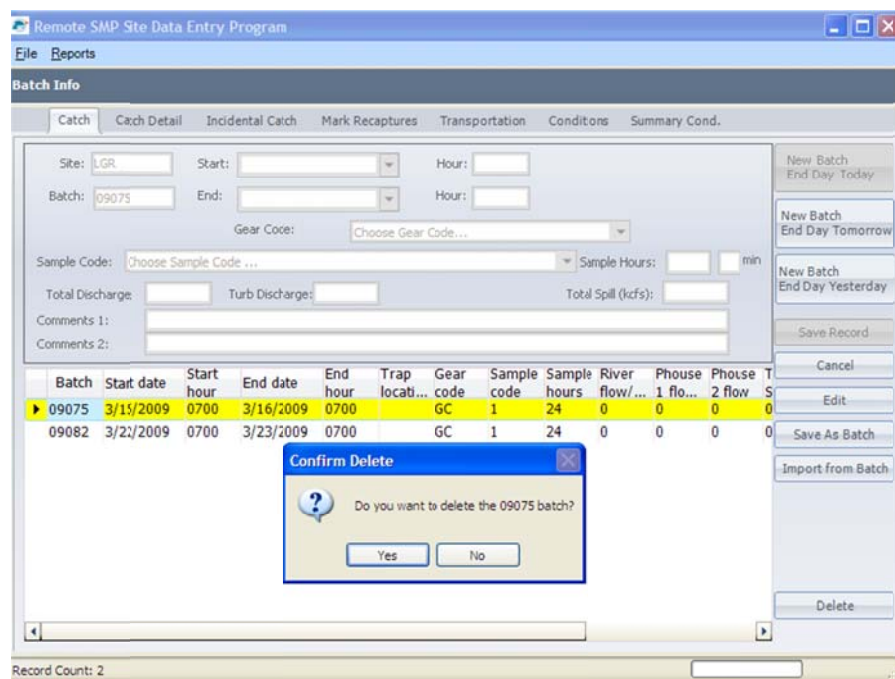 Remote SMP Site Data Entry Program
File Reports
Batch Info
Catch Catch Detail Incidental Catch Mark Recaptures Transportation Conditions Summary Cond.
Site: LGR Start: Hour:
Batch: 09075 End: Hour:
Gear Code: Choose Gear Code...
Sample Code: Choose Sample Code ... Sample Hours: min
Total Discharge Turb Discharge: Total Spill (kcfs):
Comments 1:
Comments 2:
New Batch
End Day Today
New Batch
End Day Tomorrow
New Batch
End Day Yesterday
Save Record
Cancel
Edit
Save As Batch
Import from Batch
Delete
Batch Start date Start hour End date End hour Trap locati... Gear code Sample code Sample hours River flow/... Phouse 1 flo... Phouse 2 flow T S
09075 3/15/2009 0700 3/16/2009 0700 GC 1 24 0 0 0 0
09082 3/22/2009 0700 3/23/2009 0700 GC 1 24 0 0 0 0
Confirm Delete
Do you want to delete the 09075 batch?
Yes No
Record Count: 2